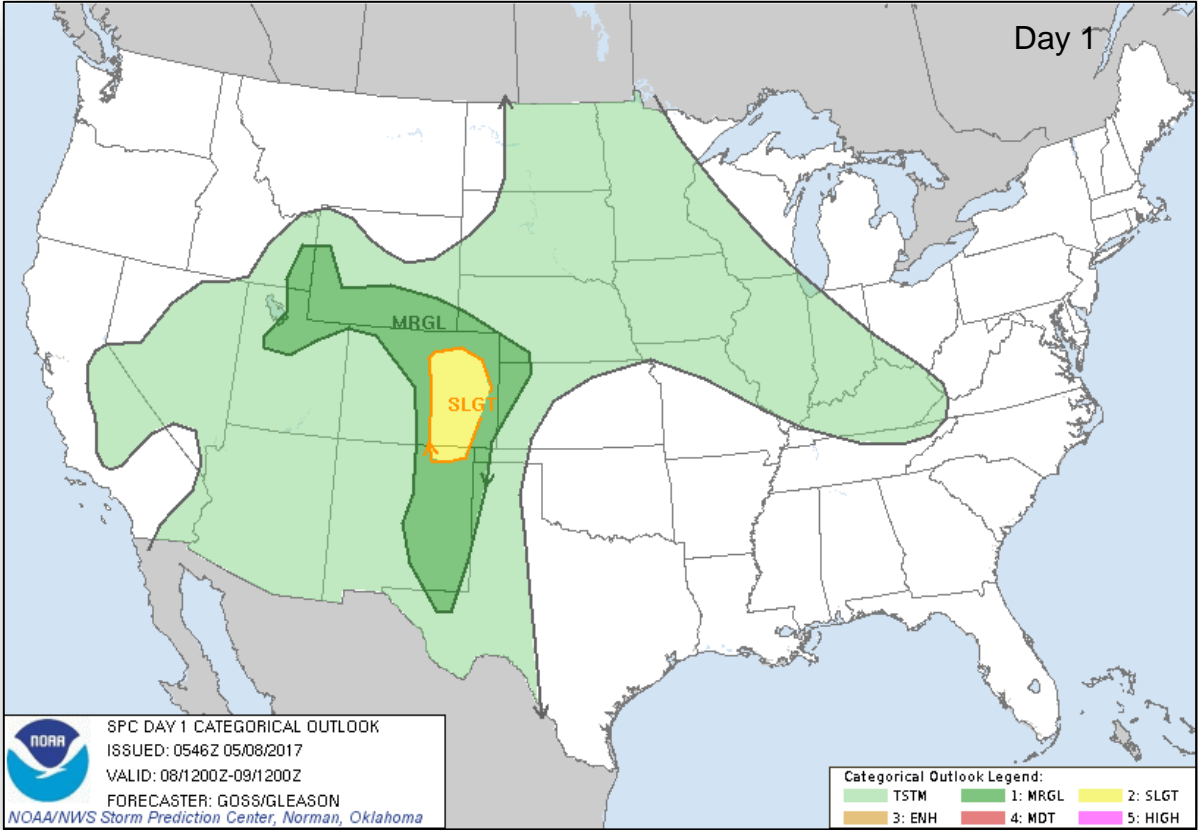 Day 1
MRGL
SLGT
NOAA
SPC DAY 1 CATEGORICAL OUTLOOK
ISSUED: 0546Z 05/08/2017
VALID: 08/1200Z-09/1200Z
FORECASTER: GOSS/GLEASON
NOAA/NWS Storm Prediction Center, Norman, Oklahoma
Categorical Outlook Legend:
TSTM 1: MRGL 2: SLGT
3: ENH 4: MDT 5: HIGH